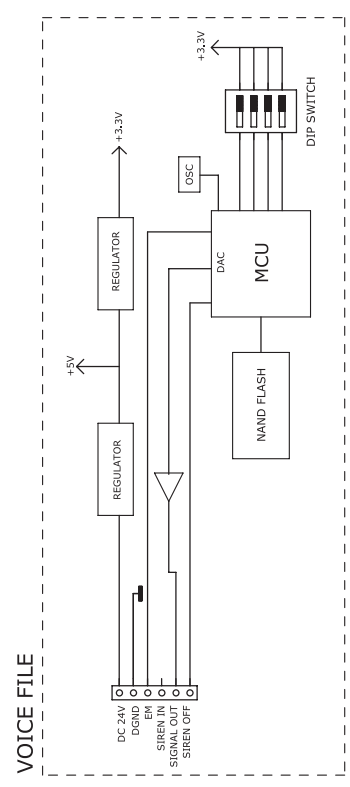 VOICE FILE
DC 24V
DGND
EM
SIREN IN
SIGNAL OUT
SIREN OFF
REGULATOR
+5V
REGULATOR
+3.3V
OSC
DAC
MCU
NAND FLASH
+3.3V
DIP SWITCH